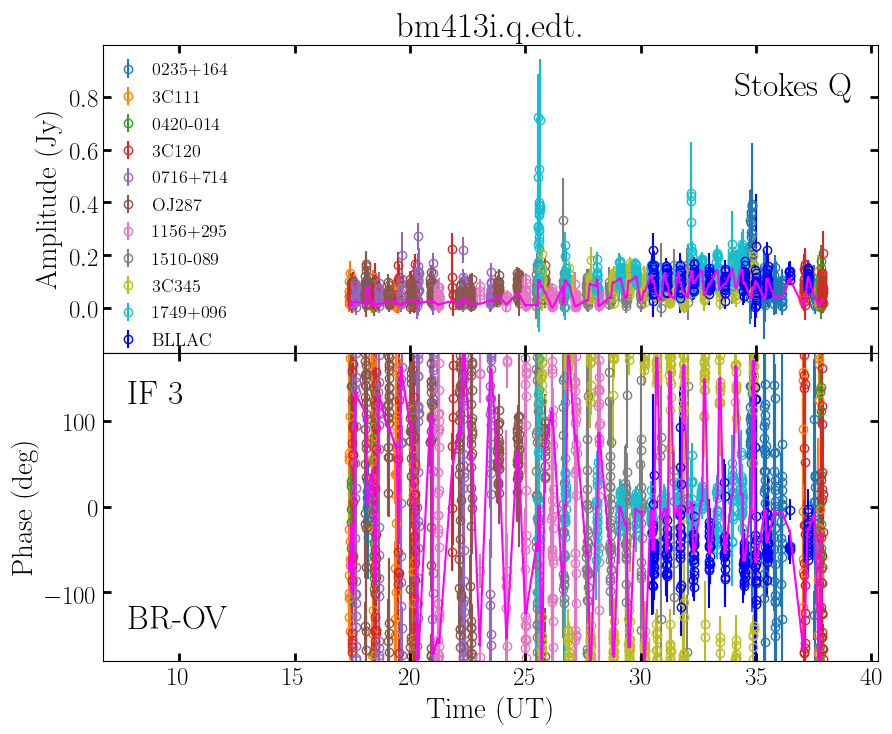 bm413i.q.edt.
Stokes Q
0235+164
3C111
0420-014
3C120
0716+714
OJ287
1156+295
1510-089
3C345
1749+096
BLLAC
Amplitude (Jy)
0.8
0.6
0.4
0.2
0.0
IF 3
BR-OV
Phase (deg)
100
0
−100
10
15
20
25
30
35
40
Time (UT)